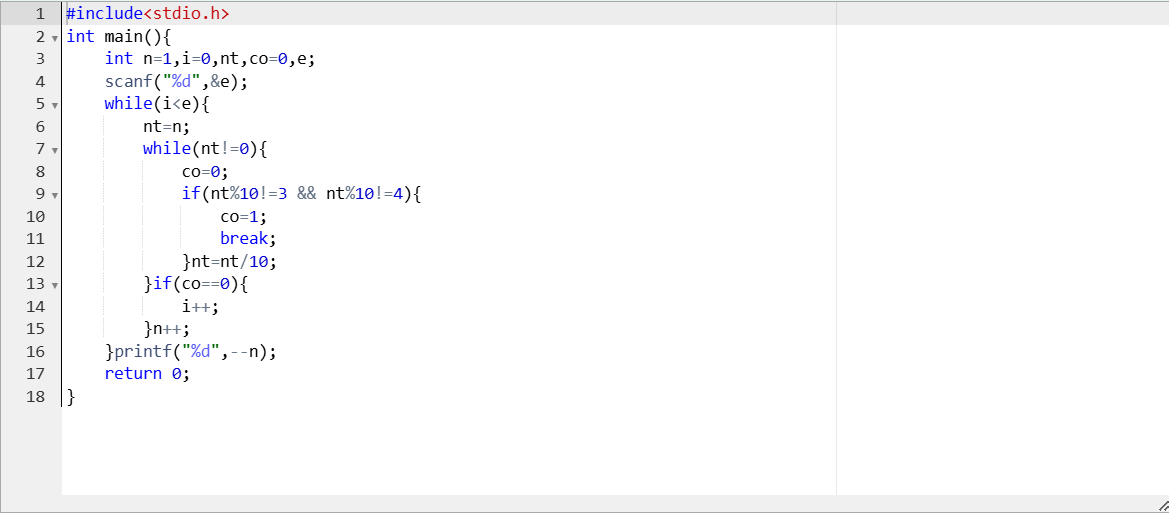 1 #include<stdio.h>
2 int main(){
3 int n=1,i=0,nt,co=0,e;
4 scanf("%d",&e);
5 while(i<e){
6 nt=n;
7 while(nt!=0){
8 co=0;
9 if(nt%10!=3 && nt%10!=4){
10 co=1;
11 break;
12 }nt=nt/10;
13 }if(co==0){
14 i++;
15 }n++;
16 }printf("%d",--n);
17 return 0;
18 }